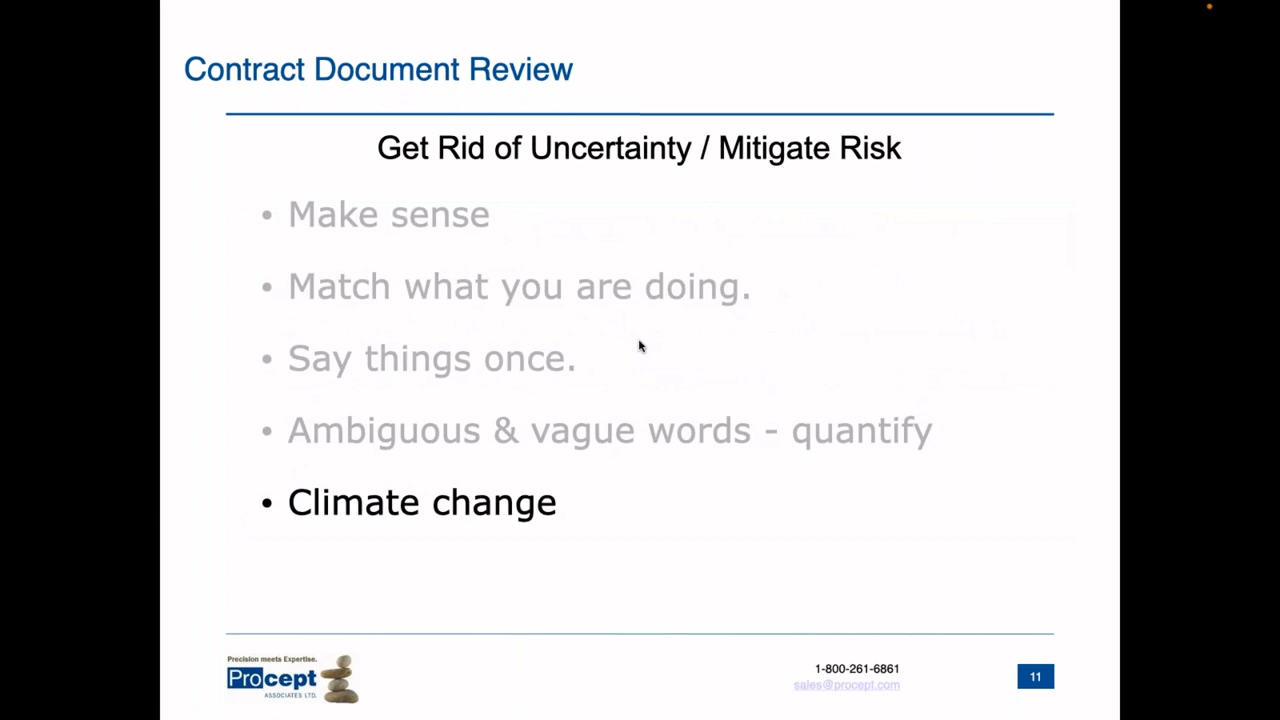 Contract Document Review
Get Rid of Uncertainty / Mitigate Risk
• Make sense
• Match what you are doing.
• Say things once.
• Ambiguous & vague words - quantify
• Climate change
Precision meets Expertise.
Procept
ASSOCIATES LTD.
1-800-261-6861
sales@procept.com
11